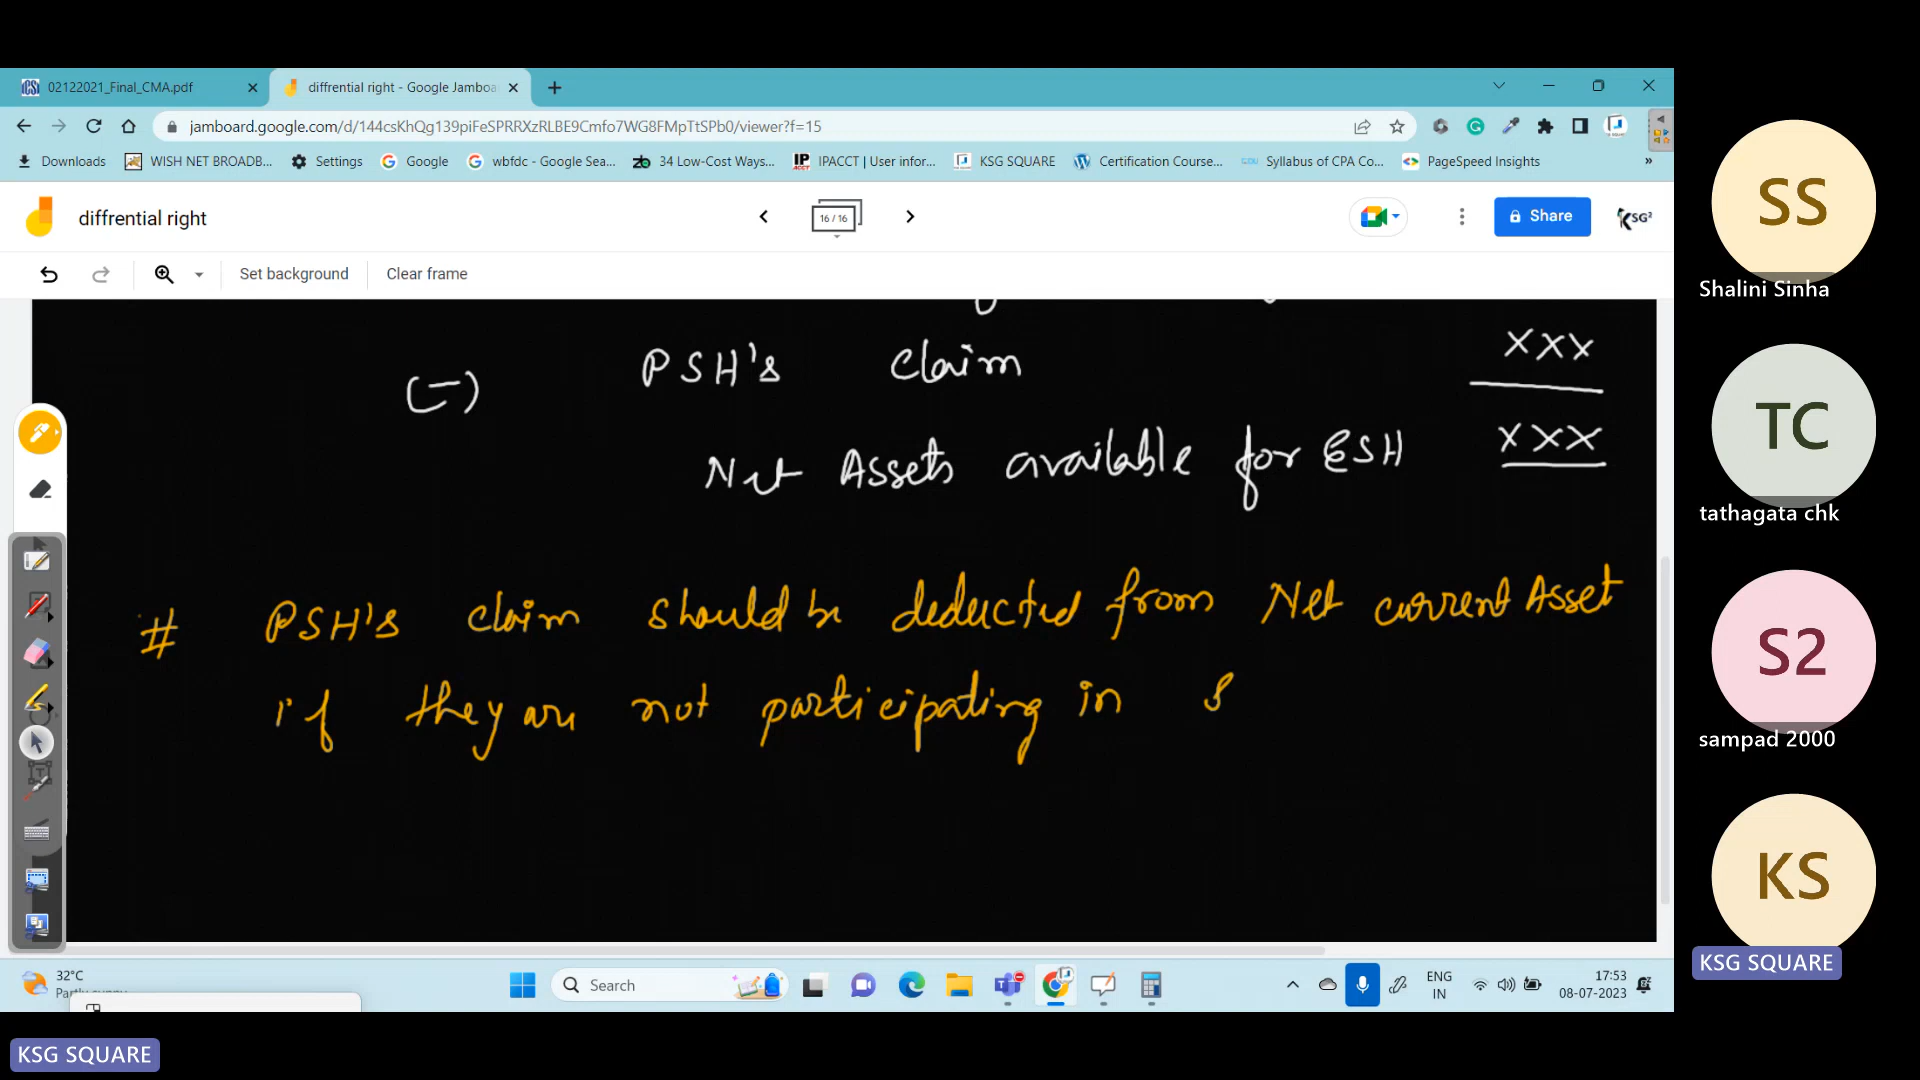 02122021_Final_CMA.pdf
diffrential right - Google Jamboa
jamboard.google.com/d/144csKhQg139piFeSPRRXzRLBE9Cmfo7WG8FMpTtSPb0/viewer?f=15
Downloads WISH NET BROADB... Settings Google wbfdc - Google Sea... 34 Low-Cost Ways... IPACCT | User infor... KSG SQUARE Certification Course... Syllabus of CPA Co... PageSpeed Insights »
diffrential right
16 / 16
Share
KSG²
Set background Clear frame
(-) PSH's claim XXX
Net Assets available for ESH XXX
# PSH's claim should be deducted from Net current Asset
if they are not participating in
32°C
Partly sunny
Search
ENG
IN
17:53
08-07-2023
SS
Shalini Sinha
TC
tathagata chk
S2
sampad 2000
KS
KSG SQUARE
KSG SQUARE